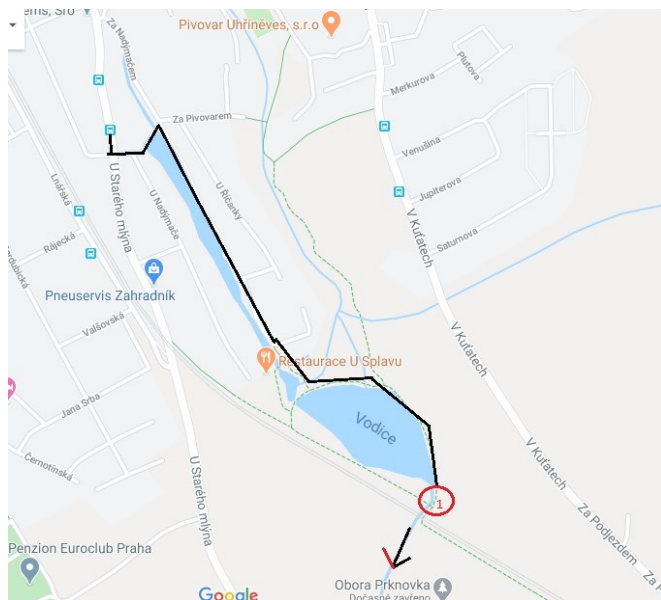 Pivovar Uhříněves, s.r.o
Za Nadýmačem
Merkurova
Plutova
Za Pivovarem
Venušina
U Starého mlýna
U Nadýmače
U Říčanky
Jupiterova
V Kuťatech
Saturnova
Lnářská
Rájecká
Pneuservis Zahradník
Valšovská
V Kuťatech
Restaurace U Splavu
Jana Srba
Vodice
Černotínská
U Starého mlýna
V Kuťatech
1
Za Podjezdem
Penzion Euroclub Praha
Obora Prknovka
Dočasně zavřeno
Google